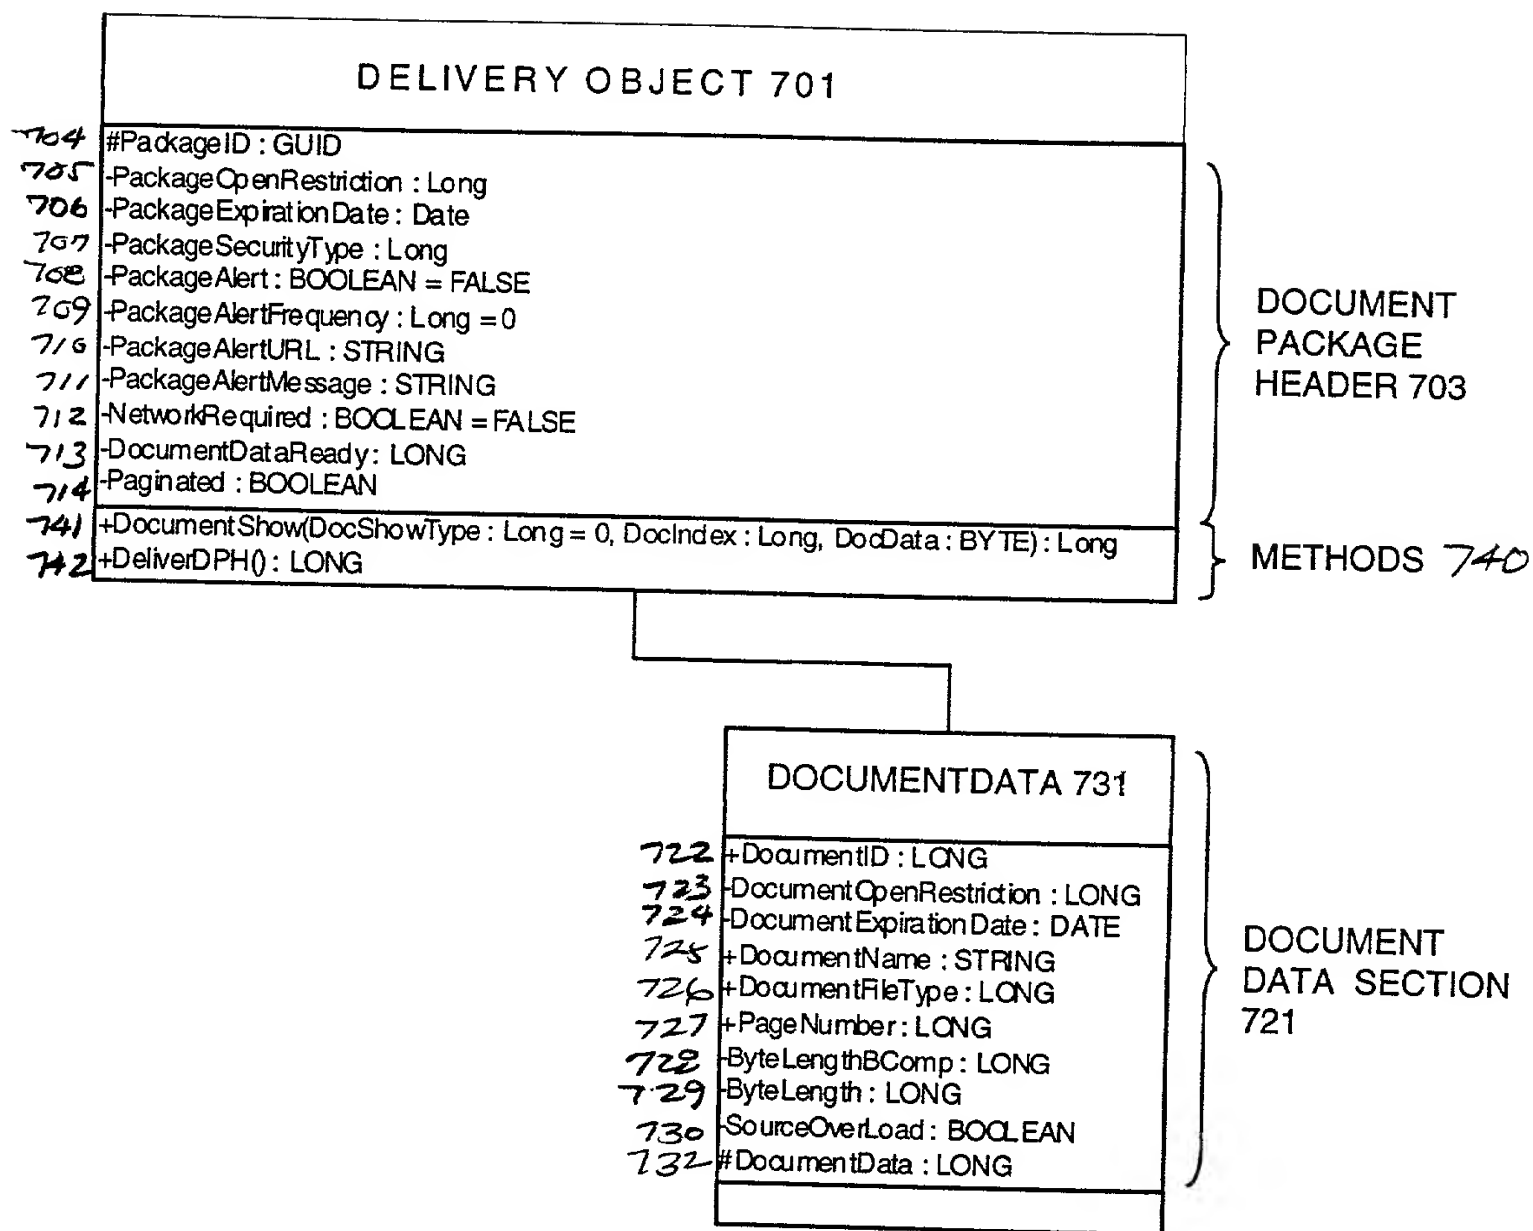 DELIVERY OBJECT 701
704 #PackageID : GUID
705 -PackageOpenRestriction : Long
706 -PackageExpirationDate : Date
707 -PackageSecurityType : Long
708 -PackageAlert : BOOLEAN = FALSE
709 -PackageAlertFrequency : Long = 0
710 -PackageAlertURL : STRING
711 -PackageAlertMessage : STRING
712 -NetworkRequired : BOOLEAN = FALSE
713 -DocumentDataReady : LONG
714 -Paginated : BOOLEAN
DOCUMENT
PACKAGE
HEADER 703
741 +DocumentShow(DocShowType : Long = 0, DocIndex : Long, DocData : BYTE) : Long
742 +DeliverDPH() : LONG
METHODS 740
DOCUMENTDATA 731
722 +DocumentID : LONG
723 -DocumentOpenRestriction : LONG
724 -DocumentExpirationDate : DATE
725 +DocumentName : STRING
726 +DocumentFileType : LONG
727 +PageNumber : LONG
728 -ByteLengthBComp : LONG
729 -ByteLength : LONG
730 -SourceOverLoad : BOOLEAN
732 #DocumentData : LONG
DOCUMENT
DATA SECTION
721